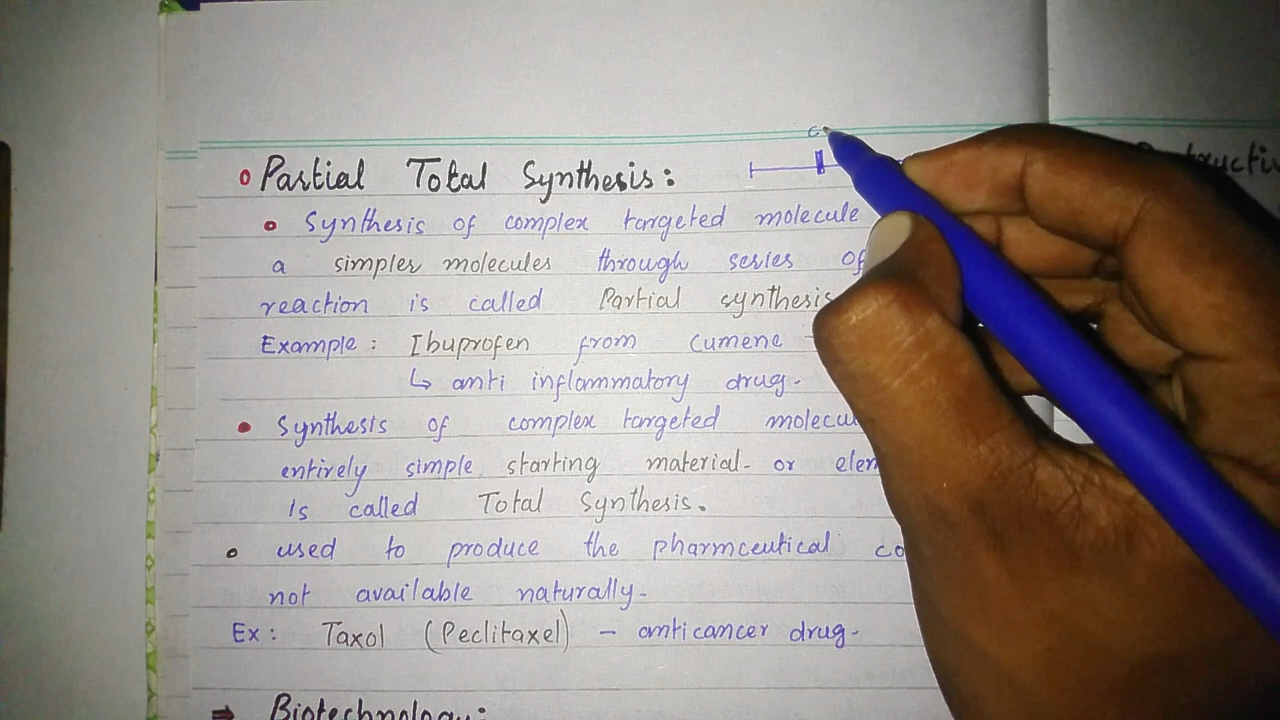 Partial Total Synthesis:
Synthesis of complex targeted molecule
a simpler molecules through series of
reaction is called Partial synthesis
Example: Ibuprofen from cumene
↳ anti inflammatory drug.
Synthesis of complex targeted
entirely simple starting material. or
is called Total Synthesis.
used to produce the pharmceutical
not available naturally.
Ex: Taxol (Peclitaxel) - anticancer drug.
⇒ Biotechnology: